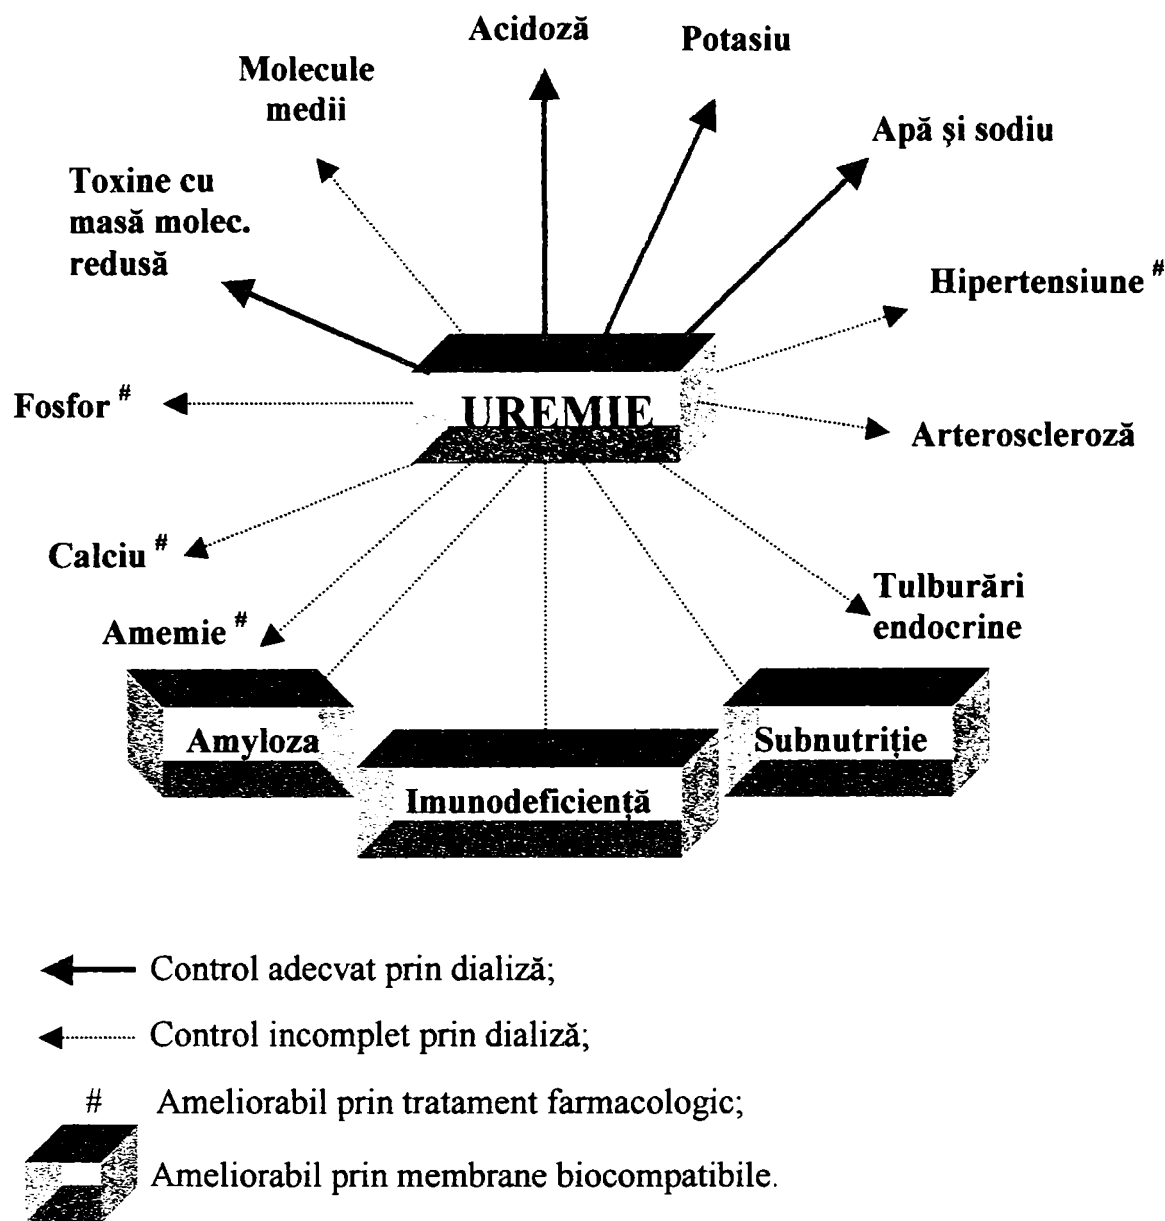 Acidoză
Potasiu
Molecule
medii
Apă şi sodiu
Toxine cu
masă molec.
redusă
Hipertensiune #
UREMIE
Fosfor #
Arteroscleroză
Calciu #
Tulburări
endocrine
Amemie #
Amyloza
Subnutriţie
Imunodeficienţă
Control adecvat prin dializă;
Control incomplet prin dializă;
# Ameliorabil prin tratament farmacologic;
Ameliorabil prin membrane biocompatibile.